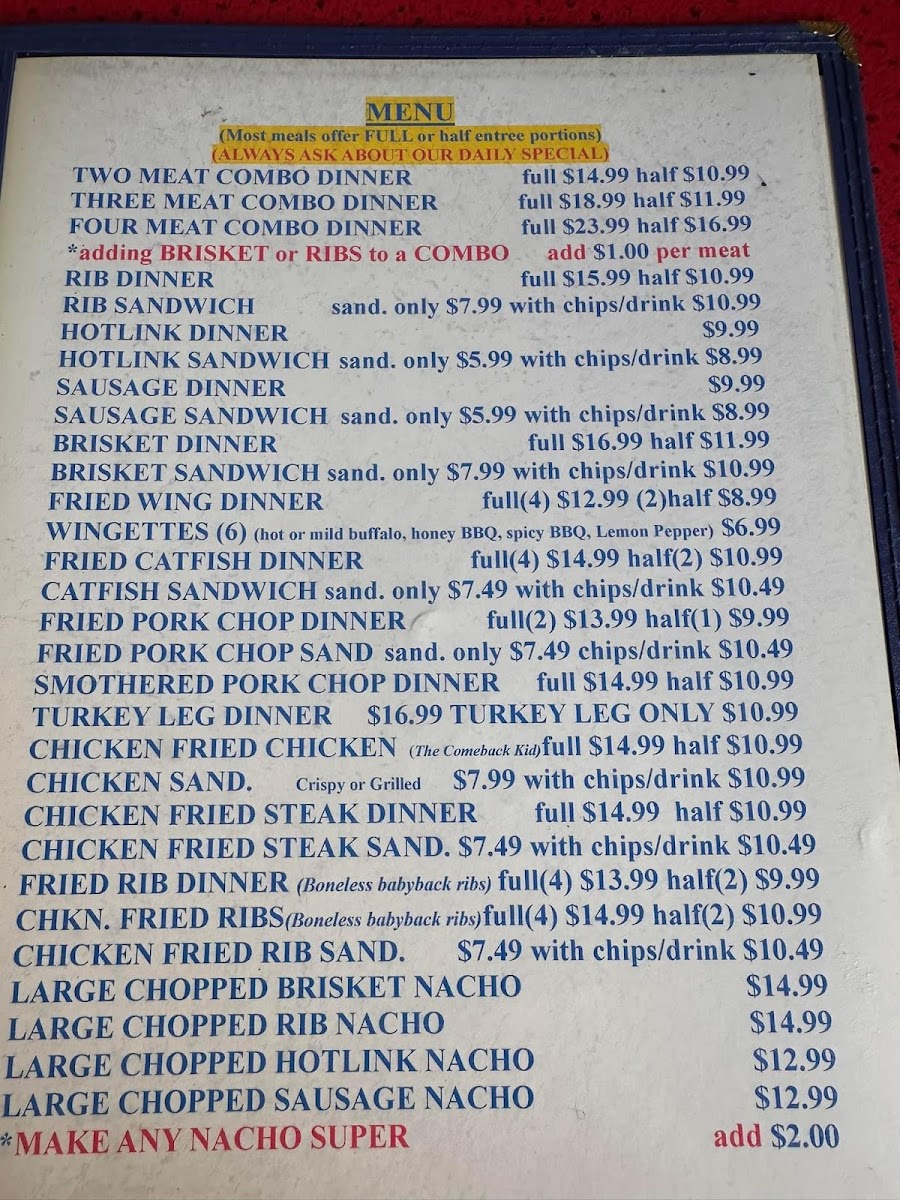 MENU
(Most meals offer FULL or half entree portions)
(ALWAYS ASK ABOUT OUR DAILY SPECIAL)
TWO MEAT COMBO DINNER full $14.99 half $10.99
THREE MEAT COMBO DINNER full $18.99 half $11.99
FOUR MEAT COMBO DINNER full $23.99 half $16.99
*adding BRISKET or RIBS to a COMBO add $1.00 per meat
RIB DINNER full $15.99 half $10.99
RIB SANDWICH sand. only $7.99 with chips/drink $10.99
HOTLINK DINNER $9.99
HOTLINK SANDWICH sand. only $5.99 with chips/drink $8.99
SAUSAGE DINNER $9.99
SAUSAGE SANDWICH sand. only $5.99 with chips/drink $8.99
BRISKET DINNER full $16.99 half $11.99
BRISKET SANDWICH sand. only $7.99 with chips/drink $10.99
FRIED WING DINNER full(4) $12.99 (2)half $8.99
WINGETTES (6) (hot or mild buffalo, honey BBQ, spicy BBQ, Lemon Pepper) $6.99
FRIED CATFISH DINNER full(4) $14.99 half(2) $10.99
CATFISH SANDWICH sand. only $7.49 with chips/drink $10.49
FRIED PORK CHOP DINNER full(2) $13.99 half(1) $9.99
FRIED PORK CHOP SAND sand. only $7.49 chips/drink $10.49
SMOTHERED PORK CHOP DINNER full $14.99 half $10.99
TURKEY LEG DINNER $16.99 TURKEY LEG ONLY $10.99
CHICKEN FRIED CHICKEN (The Comeback Kid)full $14.99 half $10.99
CHICKEN SAND. Crispy or Grilled $7.99 with chips/drink $10.99
CHICKEN FRIED STEAK DINNER full $14.99 half $10.99
CHICKEN FRIED STEAK SAND. $7.49 with chips/drink $10.49
FRIED RIB DINNER (Boneless babyback ribs) full(4) $13.99 half(2) $9.99
CHKN. FRIED RIBS(Boneless babyback ribs)full(4) $14.99 half(2) $10.99
CHICKEN FRIED RIB SAND. $7.49 with chips/drink $10.49
LARGE CHOPPED BRISKET NACHO $14.99
LARGE CHOPPED RIB NACHO $14.99
LARGE CHOPPED HOTLINK NACHO $12.99
LARGE CHOPPED SAUSAGE NACHO $12.99
*MAKE ANY NACHO SUPER add $2.00